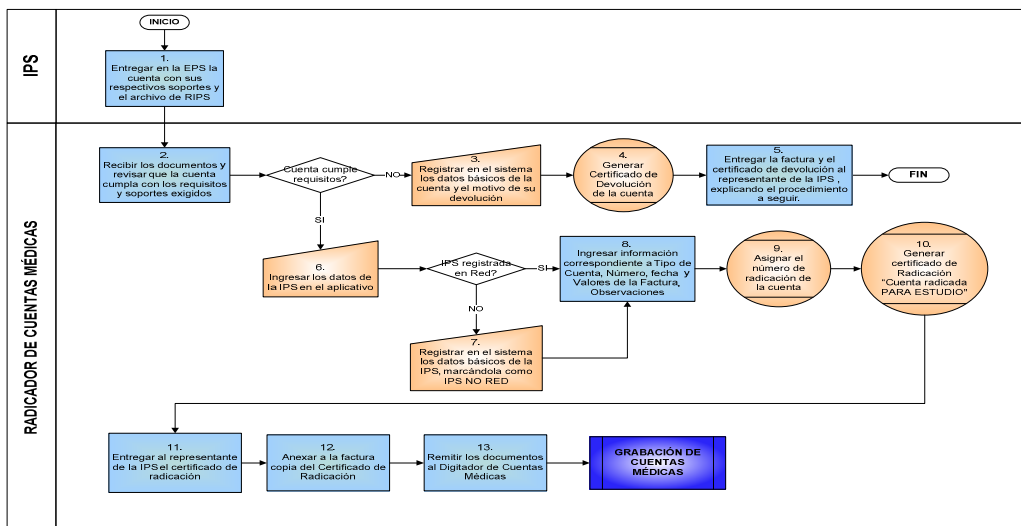 IPS
INICIO
1.
Entregar en la EPS la
cuenta con sus
respectivos soportes y
el archivo de RIPS
RADICADOR DE CUENTAS MÉDICAS
2.
Recibir los documentos y
revisar que la cuenta
cumpla con los requisitos
y soportes exigidos
Cuenta cumple
requisitos?
NO
3.
Registrar en el sistema
los datos básicos de la
cuenta y el motivo de su
devolución
4.
Generar
Certificado de
Devolución
de la cuenta
5.
Entregar la factura y el
certificado de devolución al
representante de la IPS ,
explicando el procedimiento
a seguir.
FIN
SI
6.
Ingresar los datos de
la IPS en el aplicativo
IPS registrada
en Red?
SI
8.
Ingresar información
correspondiente a Tipo de
Cuenta, Número, fecha y
Valores de la Factura,
Observaciones
9.
Asignar el
número de
radicación de
la cuenta
10.
Generar
certificado de
Radicación
"Cuenta radicada
PARA ESTUDIO"
NO
7.
Registrar en el sistema
los datos básicos de la
IPS, marcándola como
IPS NO RED
11.
Entregar al representante
de la IPS el certificado de
radicación
12.
Anexar a la factura
copia del Certificado de
Radicación
13.
Remitir los documentos
al Digitador de Cuentas
Médicas
GRABACIÓN DE
CUENTAS
MÉDICAS